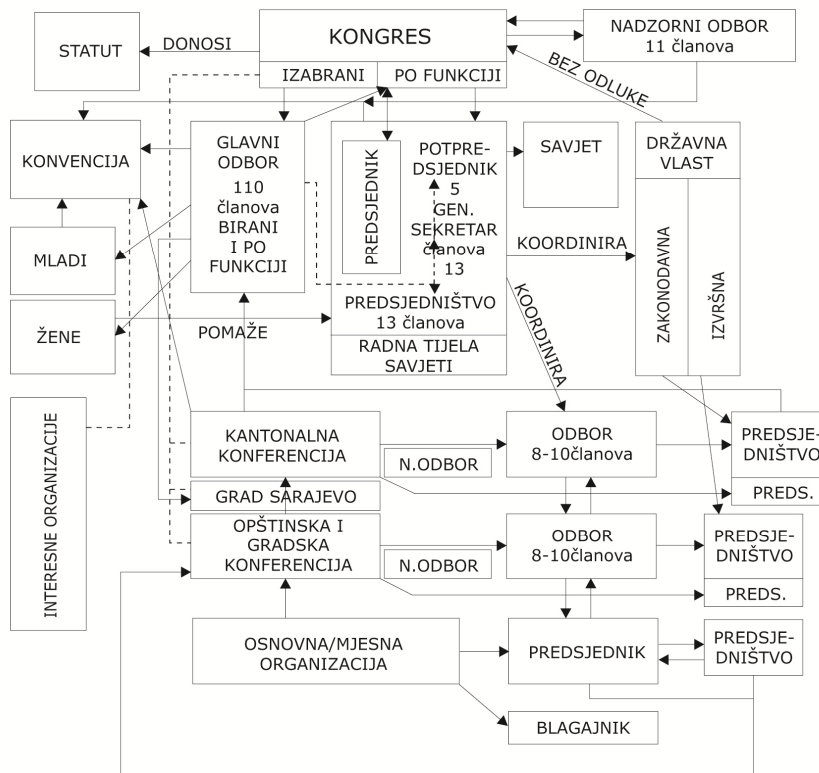 KONGRES
IZABRANI
PO FUNKCIJI
NADZORNI ODBOR
11 članova
STATUT
DONOSI
BEZ ODLUKE
KONVENCIJA
GLAVNI
ODBOR
110
članova
BIRANI
I PO
FUNKCIJI
PREDSJEDNIK
POTPRE-
DSJEDNIK
5
GEN.
SEKRETAR
članova
13
PREDSJEDNIŠTVO
13 članova
RADNA TIJELA
SAVJETI
SAVJET
DRŽAVNA
VLAST
ZAKONODAVNA
IZVRŠNA
KOORDINIRA
KOORDINIRA
MLADI
ŽENE
POMAŽE
INTERESNE ORGANIZACIJE
KANTONALNA
KONFERENCIJA
N.ODBOR
ODBOR
8-10članova
PREDSJE-
DNIŠTVO
PREDS.
GRAD SARAJEVO
OPŠTINSKA I
GRADSKA
KONFERENCIJA
N.ODBOR
ODBOR
8-10članova
PREDSJE-
DNIŠTVO
PREDS.
OSNOVNA/MJESNA
ORGANIZACIJA
PREDSJEDNIK
PREDSJE-
DNIŠTVO
BLAGAJNIK